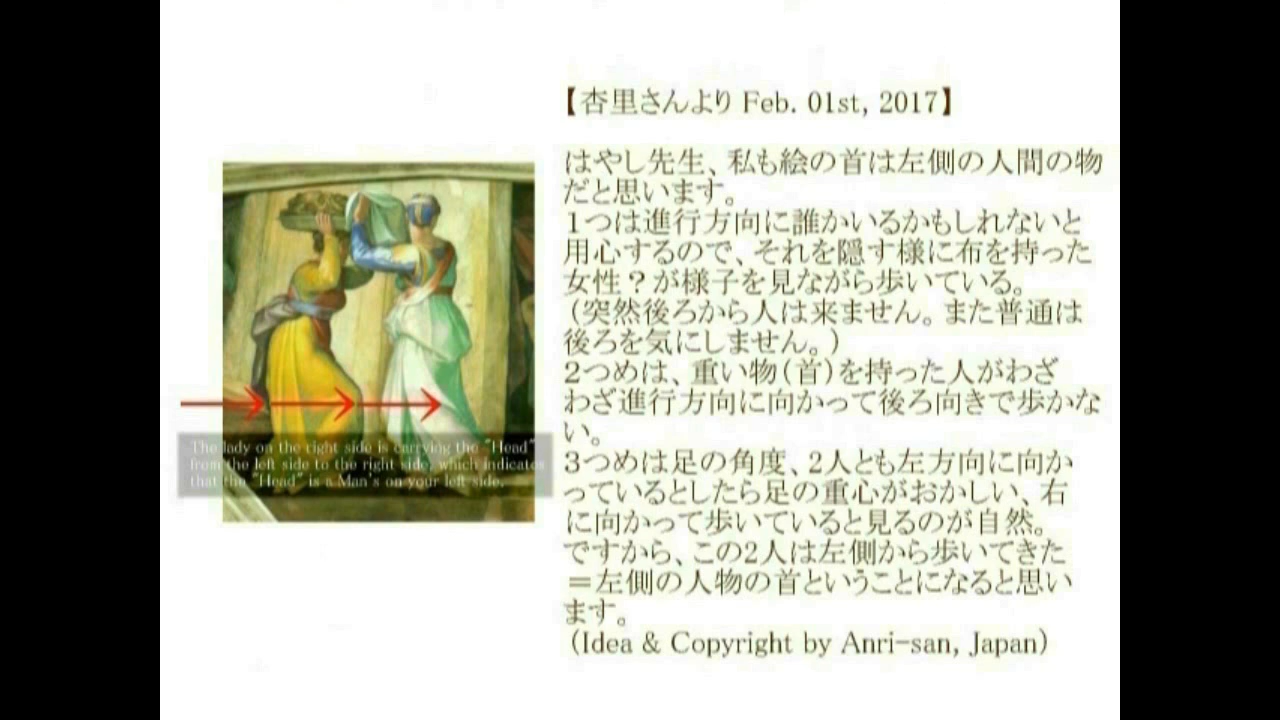 【杏里さんより Feb. 01st, 2017】
はやし先生、私も絵の首は左側の人間の物
だと思います。
1つは進行方向に誰かいるかもしれないと
用心するので、それを隠す様に布を持った
女性？が様子を見ながら歩いている。
（突然後ろから人は来ません。また普通は
後ろを気にしません。）
2つめは、重い物（首）を持った人がわざ
わざ進行方向に向かって後ろ向きで歩かな
い。
3つめは足の角度、2人とも左方向に向か
っているとしたら足の重心がおかしい、右
に向かって歩いていると見るのが自然。
ですから、この2人は左側から歩いてきた
＝左側の人物の首ということになると思い
ます。
（Idea & Copyright by Anri-san, Japan）
The lady on the right side is carrying the "Head"
from the left side to the right side, which indicates
that the "Head" is a Man's on your left side.